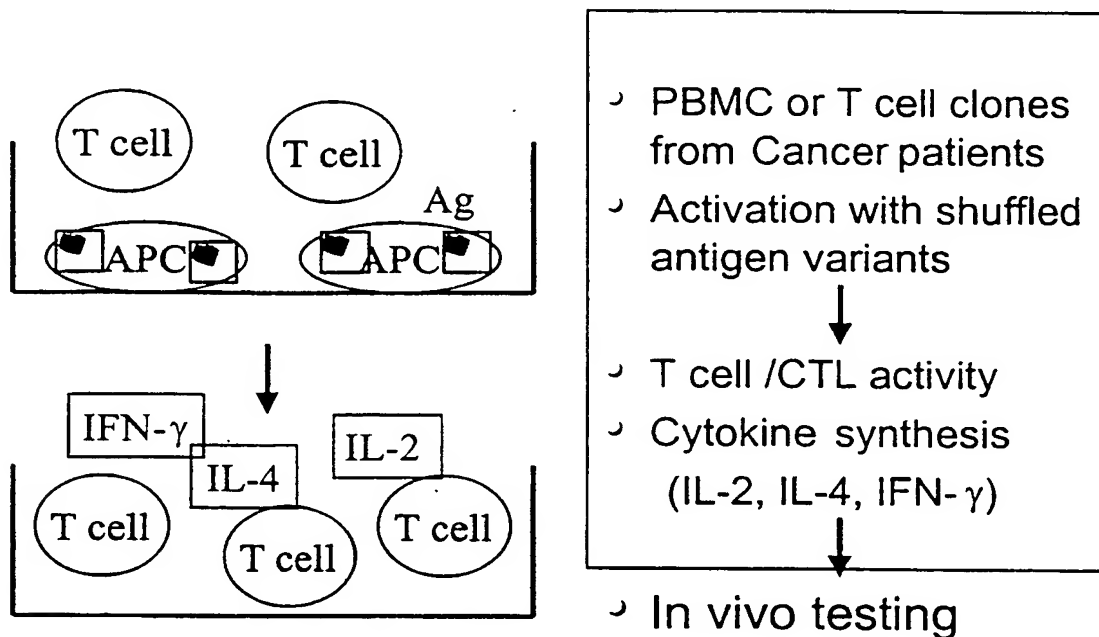 T cell
T cell
Ag
APC
APC
IFN-γ
IL-4
IL-2
T cell
T cell
T cell
PBMC or T cell clones
from Cancer patients
Activation with shuffled
antigen variants
T cell /CTL activity
Cytokine synthesis
(IL-2, IL-4, IFN- γ)
In vivo testing